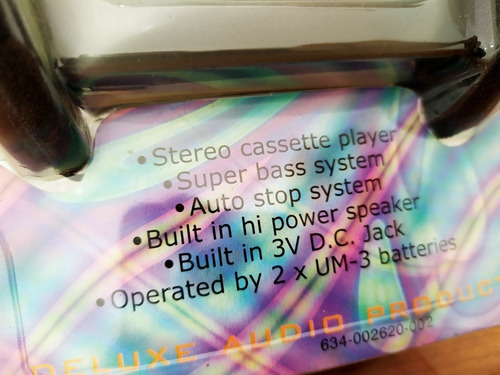 •Stereo cassette player
•Super bass system
•Auto stop system
•Built in hi power speaker
•Built in 3V D.C. Jack
•Operated by 2 x UM-3 batteries
DELUXE AUDIO PRODUC
634-002620-002